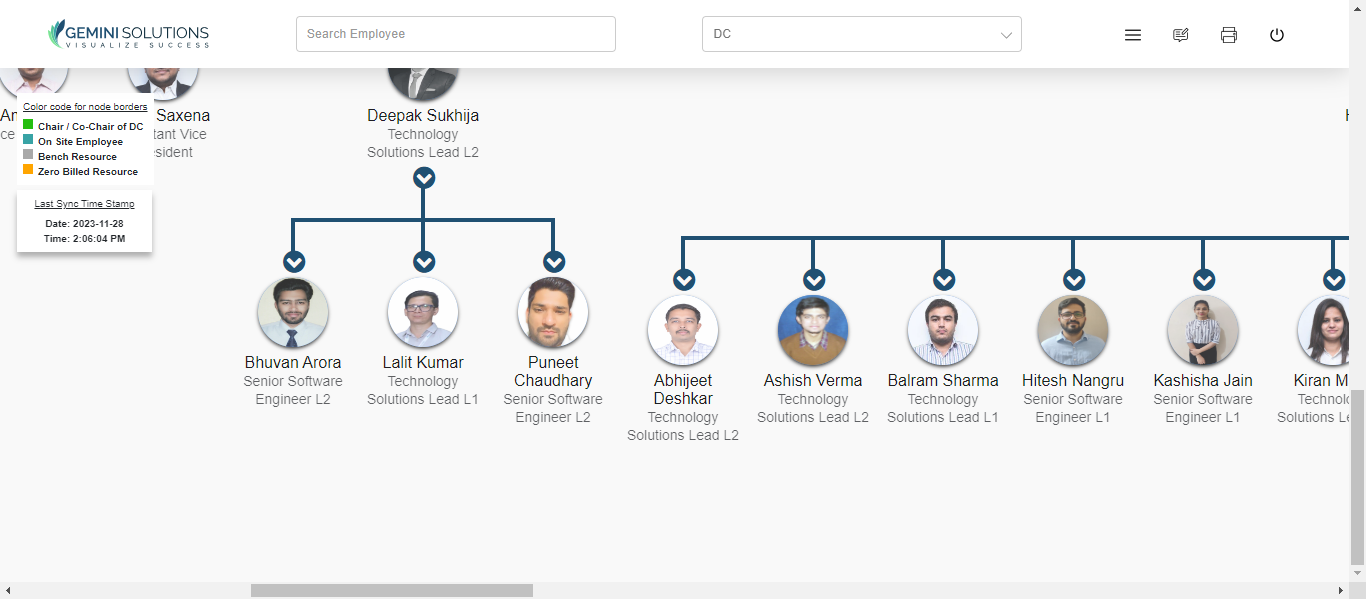 GEMINI SOLUTIONS
VISUALIZE SUCCESS
Search Employee
DC
Saxena
Deepak Sukhija
Technology
Solutions Lead L2
Color code for node borders
Chair / Co-Chair of DC
On Site Employee
Bench Resource
Zero Billed Resource
Last Sync Time Stamp
Date: 2023-11-28
Time: 2:06:04 PM
Bhuvan Arora
Senior Software
Engineer L2
Lalit Kumar
Technology
Solutions Lead L1
Puneet
Chaudhary
Senior Software
Engineer L2
Abhijeet
Deshkar
Technology
Solutions Lead L2
Ashish Verma
Technology
Solutions Lead L2
Balram Sharma
Technology
Solutions Lead L1
Hitesh Nangru
Senior Software
Engineer L1
Kashisha Jain
Senior Software
Engineer L1
Kiran M
Technol
Solutions Le